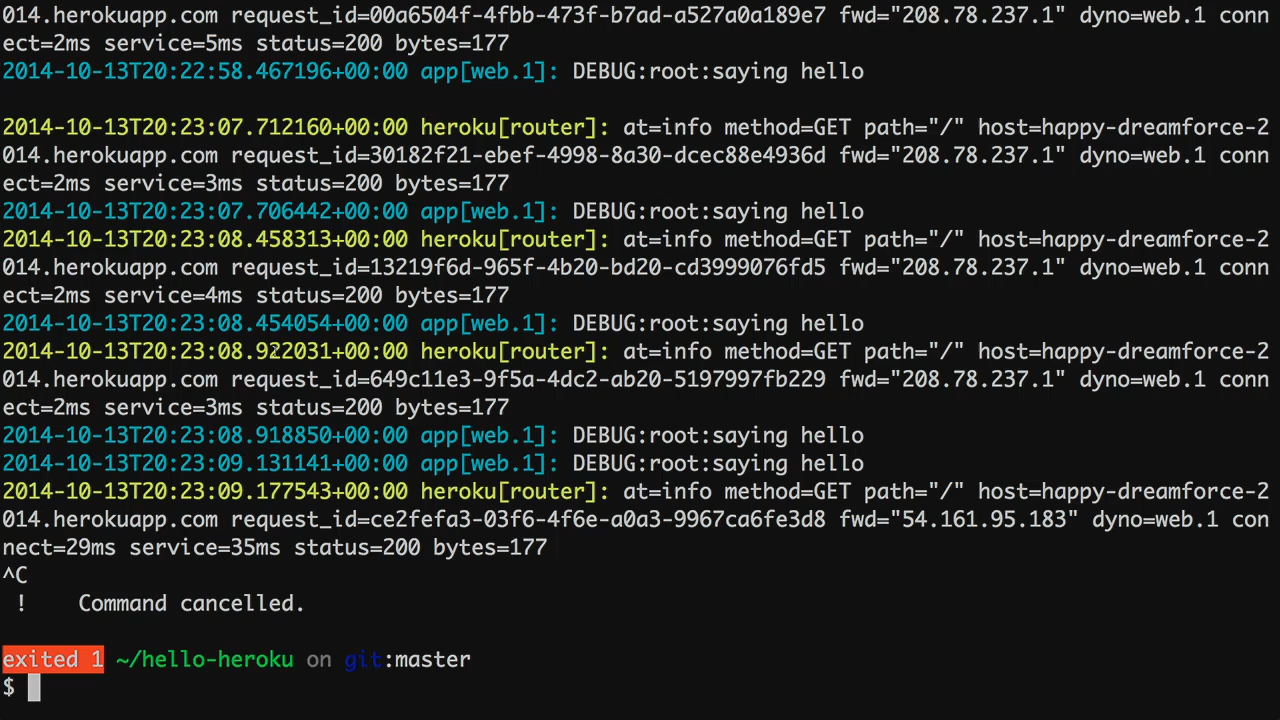 014.herokuapp.com request_id=00a6504f-4fbb-473f-b7ad-a527a0a189e7 fwd="208.78.237.1" dyno=web.1 conn
ect=2ms service=5ms status=200 bytes=177
2014-10-13T20:22:58.467196+00:00 app[web.1]: DEBUG:root:saying hello
2014-10-13T20:23:07.712160+00:00 heroku[router]: at=info method=GET path="/" host=happy-dreamforce-2
014.herokuapp.com request_id=30182f21-ebef-4998-8a30-dcec88e4936d fwd="208.78.237.1" dyno=web.1 conn
ect=2ms service=3ms status=200 bytes=177
2014-10-13T20:23:07.706442+00:00 app[web.1]: DEBUG:root:saying hello
2014-10-13T20:23:08.458313+00:00 heroku[router]: at=info method=GET path="/" host=happy-dreamforce-2
014.herokuapp.com request_id=13219f6d-965f-4b20-bd20-cd3999076fd5 fwd="208.78.237.1" dyno=web.1 conn
ect=2ms service=4ms status=200 bytes=177
2014-10-13T20:23:08.454054+00:00 app[web.1]: DEBUG:root:saying hello
2014-10-13T20:23:08.922031+00:00 heroku[router]: at=info method=GET path="/" host=happy-dreamforce-2
014.herokuapp.com request_id=649c11e3-9f5a-4dc2-ab20-5197997fb229 fwd="208.78.237.1" dyno=web.1 conn
ect=2ms service=3ms status=200 bytes=177
2014-10-13T20:23:08.918850+00:00 app[web.1]: DEBUG:root:saying hello
2014-10-13T20:23:09.131141+00:00 app[web.1]: DEBUG:root:saying hello
2014-10-13T20:23:09.177543+00:00 heroku[router]: at=info method=GET path="/" host=happy-dreamforce-2
014.herokuapp.com request_id=ce2fefa3-03f6-4f6e-a0a3-9967ca6fe3d8 fwd="54.161.95.183" dyno=web.1 con
nect=29ms service=35ms status=200 bytes=177
^C
!    Command cancelled.
exited 1 ~/hello-heroku on git:master
$